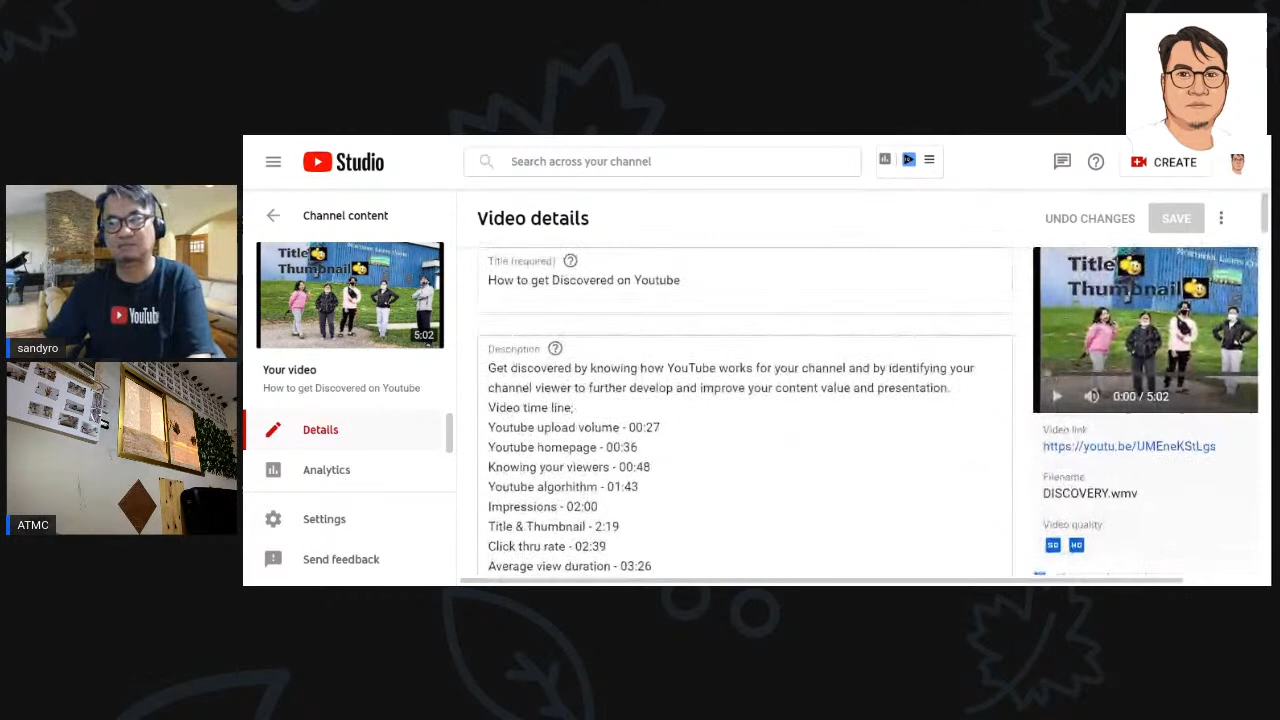 Studio
Search across your channel
CREATE
Channel content
Title
Thumbnail
5:02
Your video
How to get Discovered on Youtube
Details
Analytics
Settings
Send feedback
Video details
UNDO CHANGES
SAVE
Title (required)
How to get Discovered on Youtube
Description
Get discovered by knowing how YouTube works for your channel and by identifying your
channel viewer to further develop and improve your content value and presentation.
Video time line;
Youtube upload volume - 00:27
Youtube homepage - 00:36
Knowing your viewers - 00:48
Youtube algorhithm - 01:43
Impressions - 02:00
Title & Thumbnail - 2:19
Click thru rate - 02:39
Average view duration - 03:26
Title
Thumbnail
0:00 / 5:02
Video link
https://youtu.be/UMEneKStLgs
Filename
DISCOVERY.wmv
Video quality
SD HD
YouTube
sandyro
ATMC